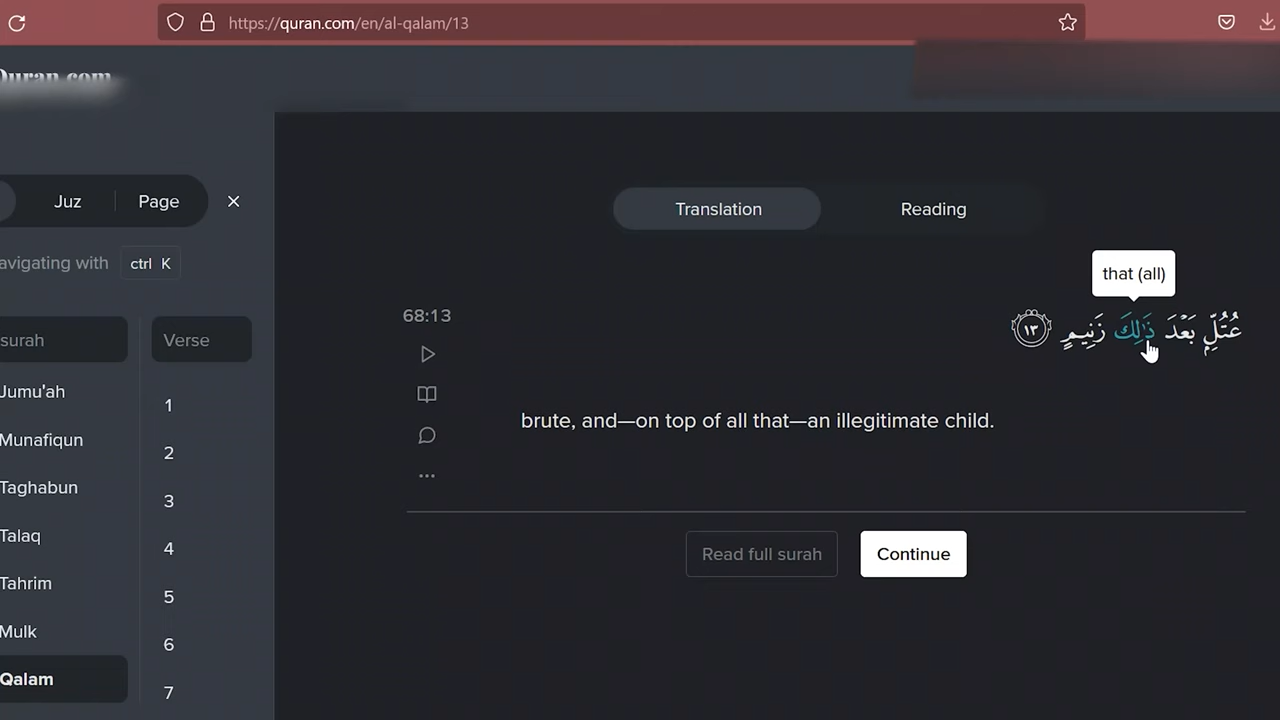 https://quran.com/en/al-qalam/13
Quran.com
Juz
Page
avigating with
ctrl K
surah
Verse
Jumu'ah
Munafiqun
Taghabun
Talaq
Tahrim
Mulk
Qalam
1
2
3
4
5
6
7
Translation
Reading
that (all)
68:13
عُتُلٍّۭ بَعْدَ ذَٰلِكَ زَنِيمٍ ١٣
brute, and—on top of all that—an illegitimate child.
Read full surah
Continue